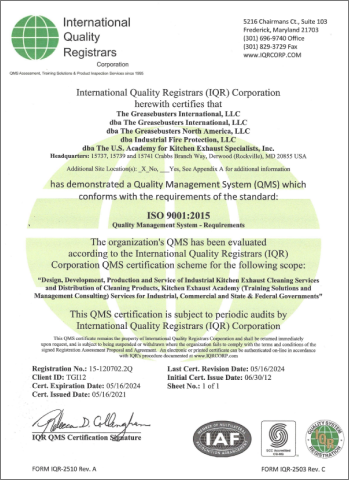 International
Quality
Registrars
Corporation
QMS Assessment, Training Solutions & Product Inspection Services since 1995
5216 Chairmans Ct., Suite 103
Frederick, Maryland 21703
(301) 696-9740 Office
(301) 829-3729 Fax
www.IQRCORP.COM
International Quality Registrars (IQR) Corporation
herewith certifies that
The Greasebusters International, LLC
dba The Greasebusters International, LLC
dba The Greasebusters North America, LLC
dba Industrial Fire Protection, LLC
dba The U.S. Academy for Kitchen Exhaust Specialists, Inc.
Headquarters: 15737, 15739 and 15741 Crabbs Branch Way, Derwood (Rockville), MD 20855 USA
Additional Site Location(s): _X_No, ___Yes, See Appendix A for additional information
has demonstrated a Quality Management System (QMS) which
conforms with the requirements of the standard:
ISO 9001:2015
Quality Management System - Requirements
The organization's QMS has been evaluated
according to the International Quality Registrars (IQR)
Corporation QMS certification scheme for the following scope:
"Design, Development, Production and Service of Industrial Kitchen Exhaust Cleaning Services
and Distribution of Cleaning Products, Kitchen Exhaust Academy (Training Solutions and
Management Consulting) Services for Industrial, Commercial and State & Federal Governments"
This QMS certification is subject to periodic audits by
International Quality Registrars (IQR) Corporation
This QMS certificate remains the property of International Quality Registrars Corporation and shall be returned immediately
upon request, and is subject to being suspended or withdrawn where the organization fails to comply with the terms and conditions of the
signed Registration Assessment Proposal and Agreement. An electronic or printed certificate can be authenticated on-line in accordance
with IQR's procedure documented at www.IQRCORP.com
Registration No.: 15-120702.2Q
Client ID: TGI12
Cert. Expiration Date: 05/16/2024
Cert. Issued Date: 05/16/2021
Last Cert. Revision Date: 05/16/2024
Initial Cert. Issue Date: 06/30/12
Sheet No.: 1 of 1
IQR QMS Certification Signature
IAF
QUALITY
SYSTEM
IQR
REGISTRATION
FORM IQR-2510 Rev. A
FORM IQR-2503 Rev. C